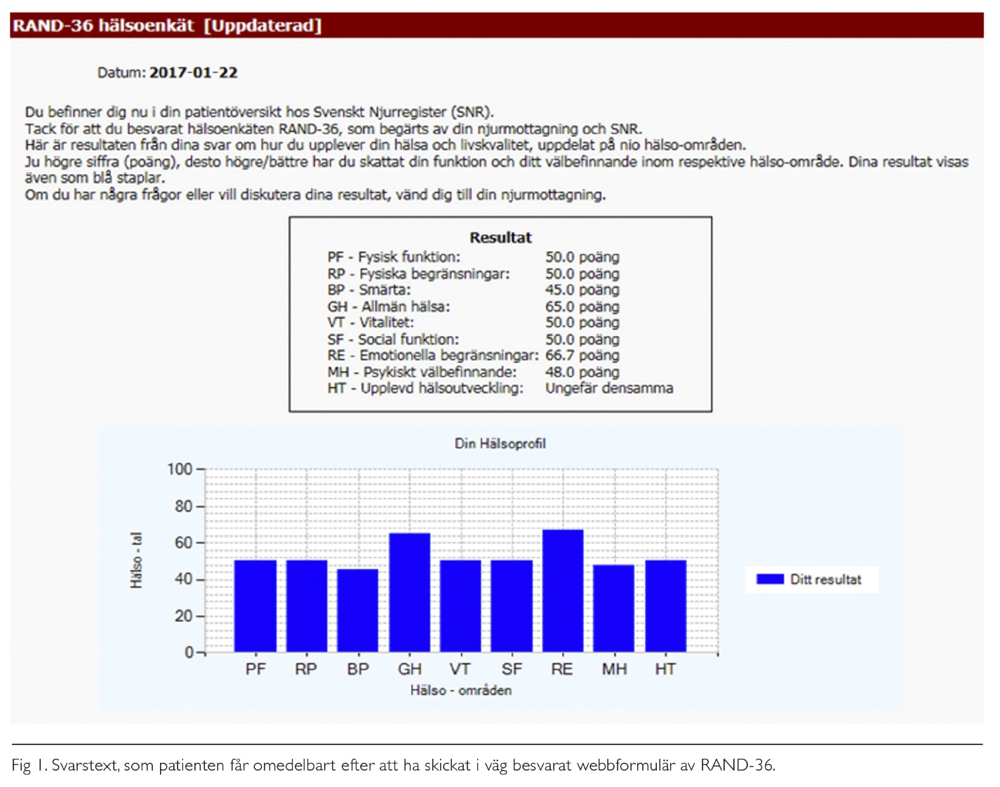 RAND-36 hälsoenkät [Uppdaterad]
Datum: 2017-01-22
Du befinner dig nu i din patientöversikt hos Svenskt Njurregister (SNR).
Tack för att du besvarat hälsoenkäten RAND-36, som begärts av din njurmottagning och SNR.
Här är resultaten från dina svar om hur du upplever din hälsa och livskvalitet, uppdelat på nio hälso-områden.
Ju högre siffra (poäng), desto högre/bättre har du skattat din funktion och ditt välbefinnande inom respektive hälso-område. Dina resultat visas
även som blå staplar.
Om du har några frågor eller vill diskutera dina resultat, vänd dig till din njurmottagning.
Resultat
PF - Fysisk funktion: 50.0 poäng
RP - Fysiska begränsningar: 50.0 poäng
BP - Smärta: 45.0 poäng
GH - Allmän hälsa: 65.0 poäng
VT - Vitalitet: 50.0 poäng
SF - Social funktion: 50.0 poäng
RE - Emotionella begränsningar: 66.7 poäng
MH - Psykiskt välbefinnande: 48.0 poäng
HT - Upplevd hälsoutveckling: Ungefär densamma
Din Hälsoprofil
100
80
60
40
20
0
Hälso - tal
PF RP BP GH VT SF RE MH HT
Hälso - områden
Ditt resultat
Fig 1. Svarstext, som patienten får omedelbart efter att ha skickat i väg besvarat webbformulär av RAND-36.